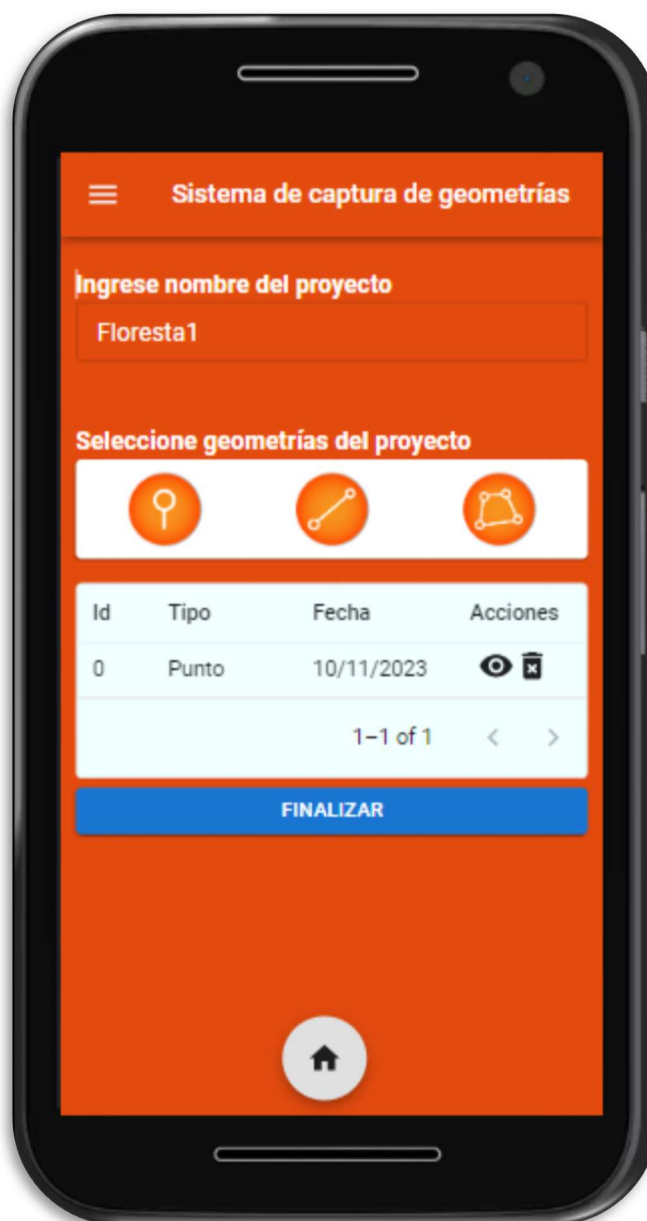 Sistema de captura de geometrías
Ingrese nombre del proyecto
Floresta1
Seleccione geometrías del proyecto
Id Tipo Fecha Acciones
0 Punto 10/11/2023
1–1 of 1
FINALIZAR